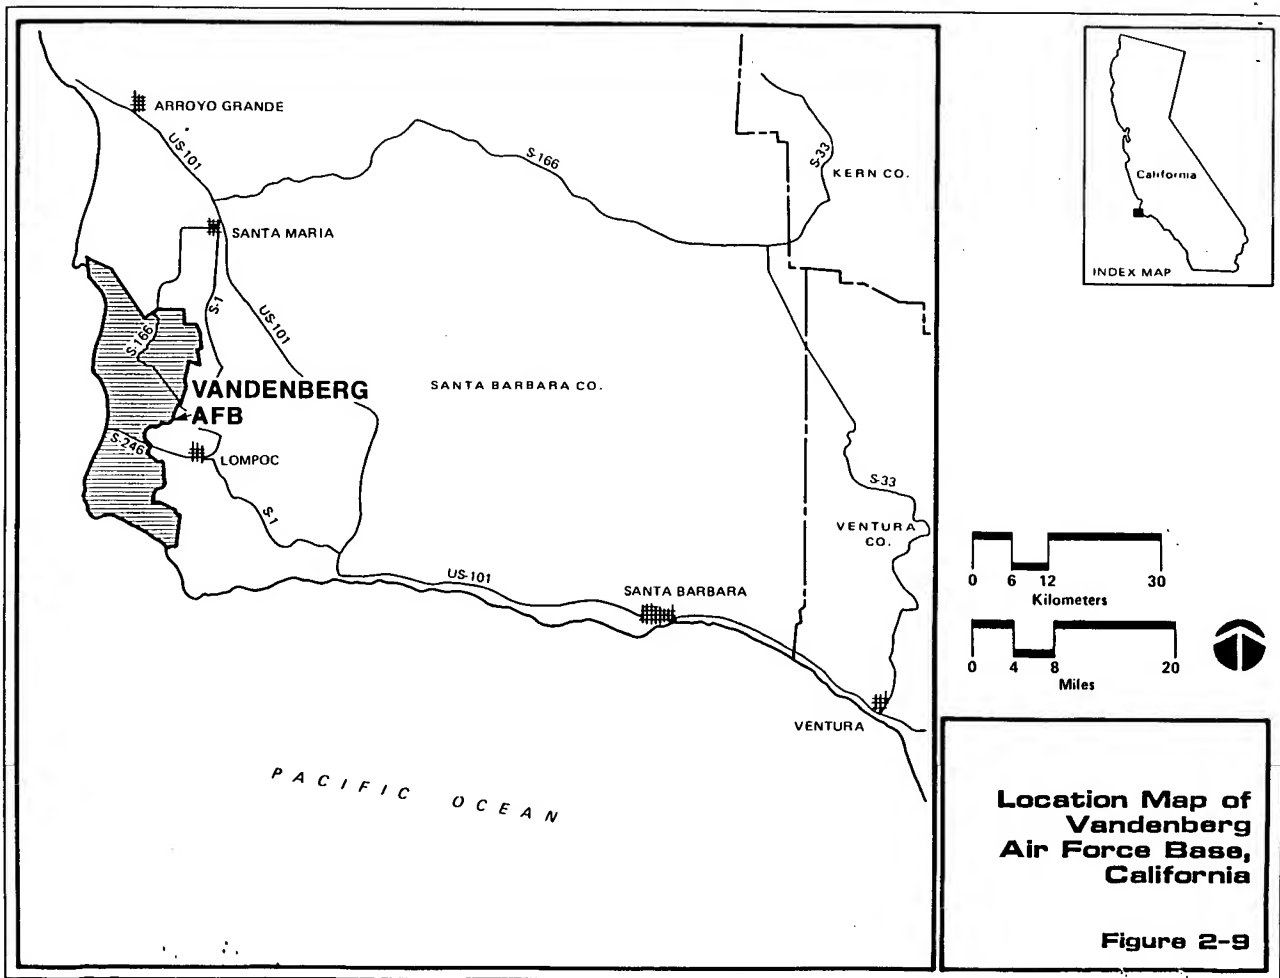 ARROYO GRANDE
US-101
S-166
S-33
KERN CO.
SANTA MARIA
S-1
US-101
S-166
VANDENBERG
AFB
SANTA BARBARA CO.
S-246
LOMPOC
S-1
S-33
VENTURA
CO.
US-101
SANTA BARBARA
VENTURA
PACIFIC OCEAN
California
INDEX MAP
0 6 12 30
Kilometers
0 4 8 20
Miles
Location Map of
Vandenberg
Air Force Base,
California
Figure 2-9